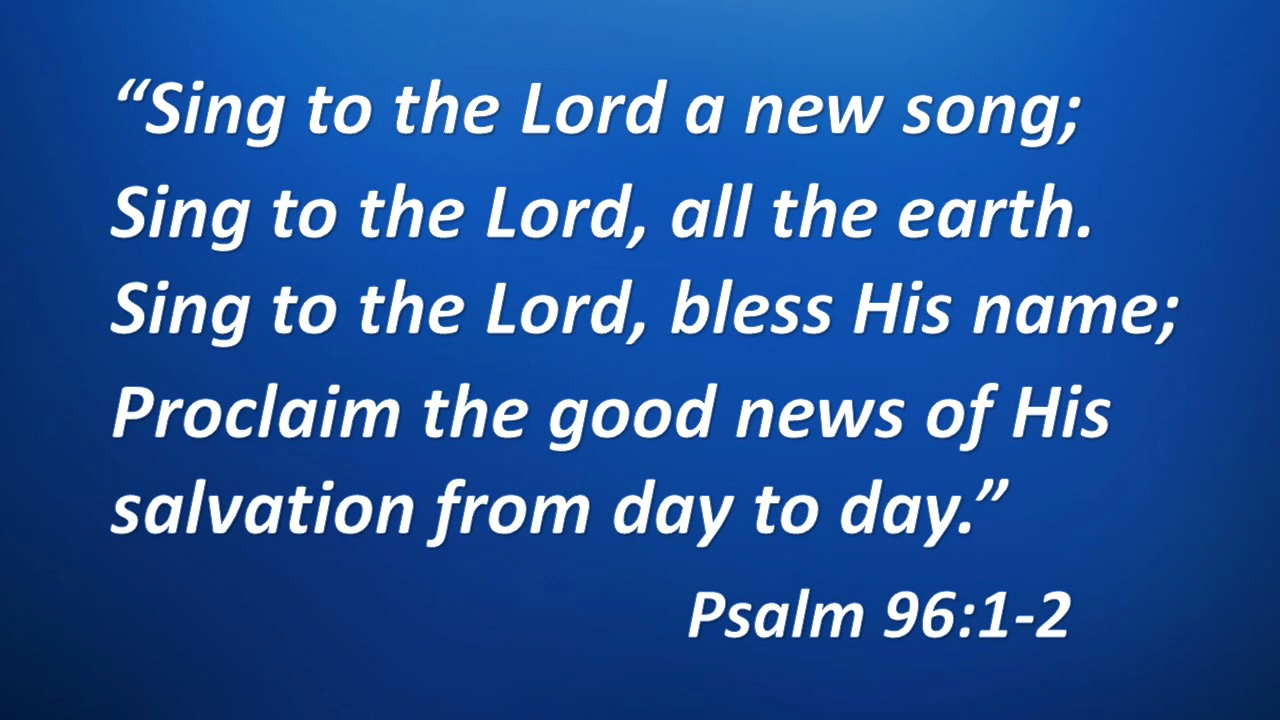 “Sing to the Lord a new song;
Sing to the Lord, all the earth.
Sing to the Lord, bless His name;
Proclaim the good news of His
salvation from day to day.”
Psalm 96:1-2